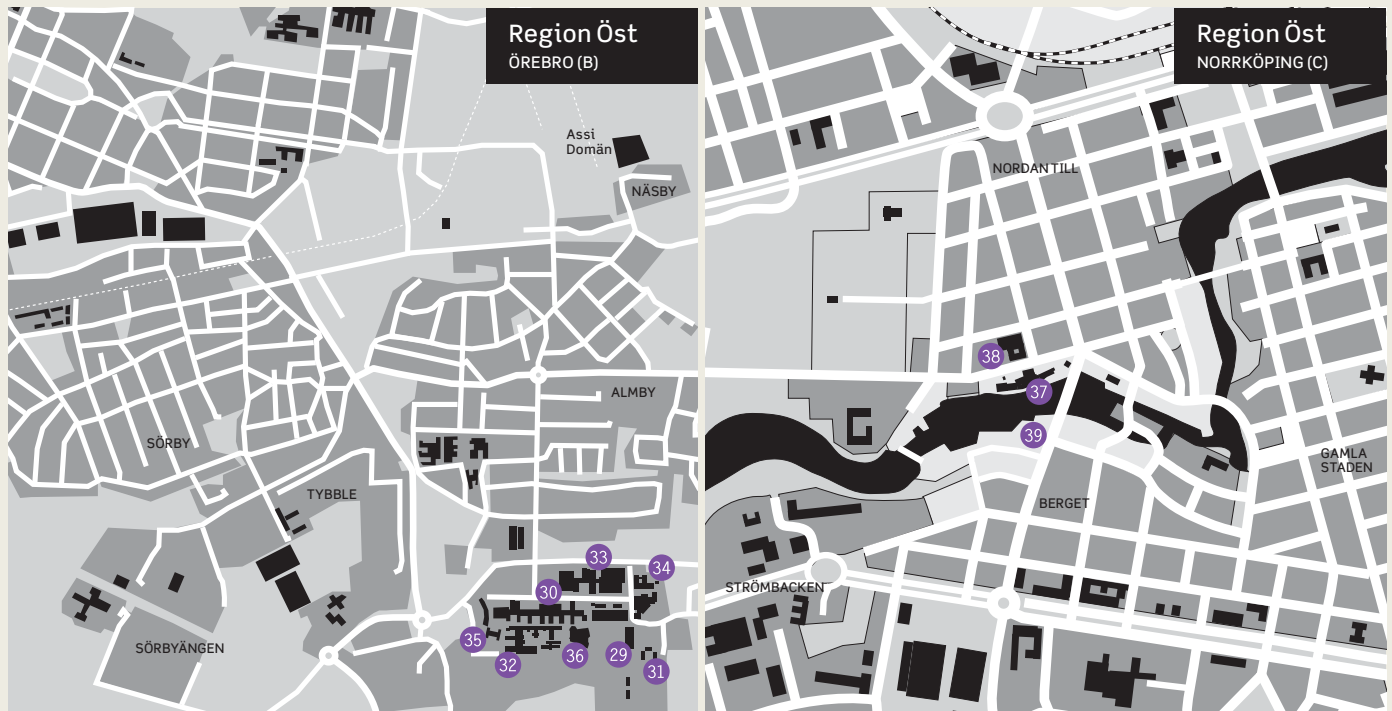 Region Öst
ÖREBRO (B)
Assi
Domän
NÄSBY
ALMBY
SÖRBY
TYBBLE
33
34
30
35
32
36
29
31
SÖRBYÄNGEN
Region Öst
NORRKÖPING (C)
NORDANTILL
38
37
39
GAMLA
STADEN
BERGET
STRÖMBACKEN